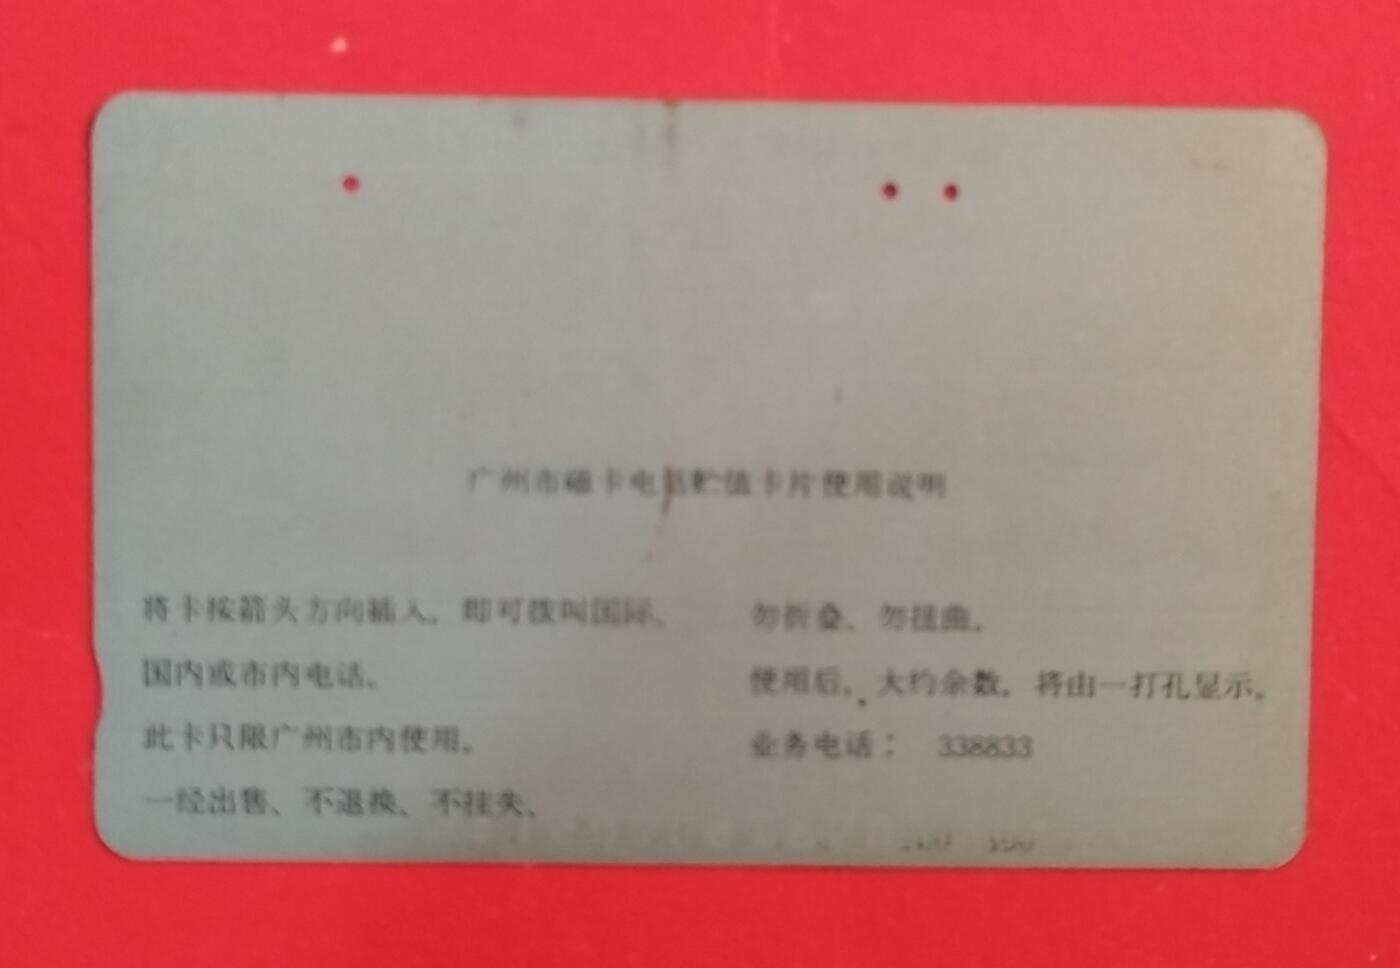 广州市磁卡电话贮值卡片使用说明
将卡按箭头方向插入，即可拨叫国际、
国内或市内电话。
此卡只限广州市内使用。
一经出售、不退换、不挂失、
勿折叠、勿扭曲。
使用后，大约余数，将由一打孔显示。
业务电话： 338833